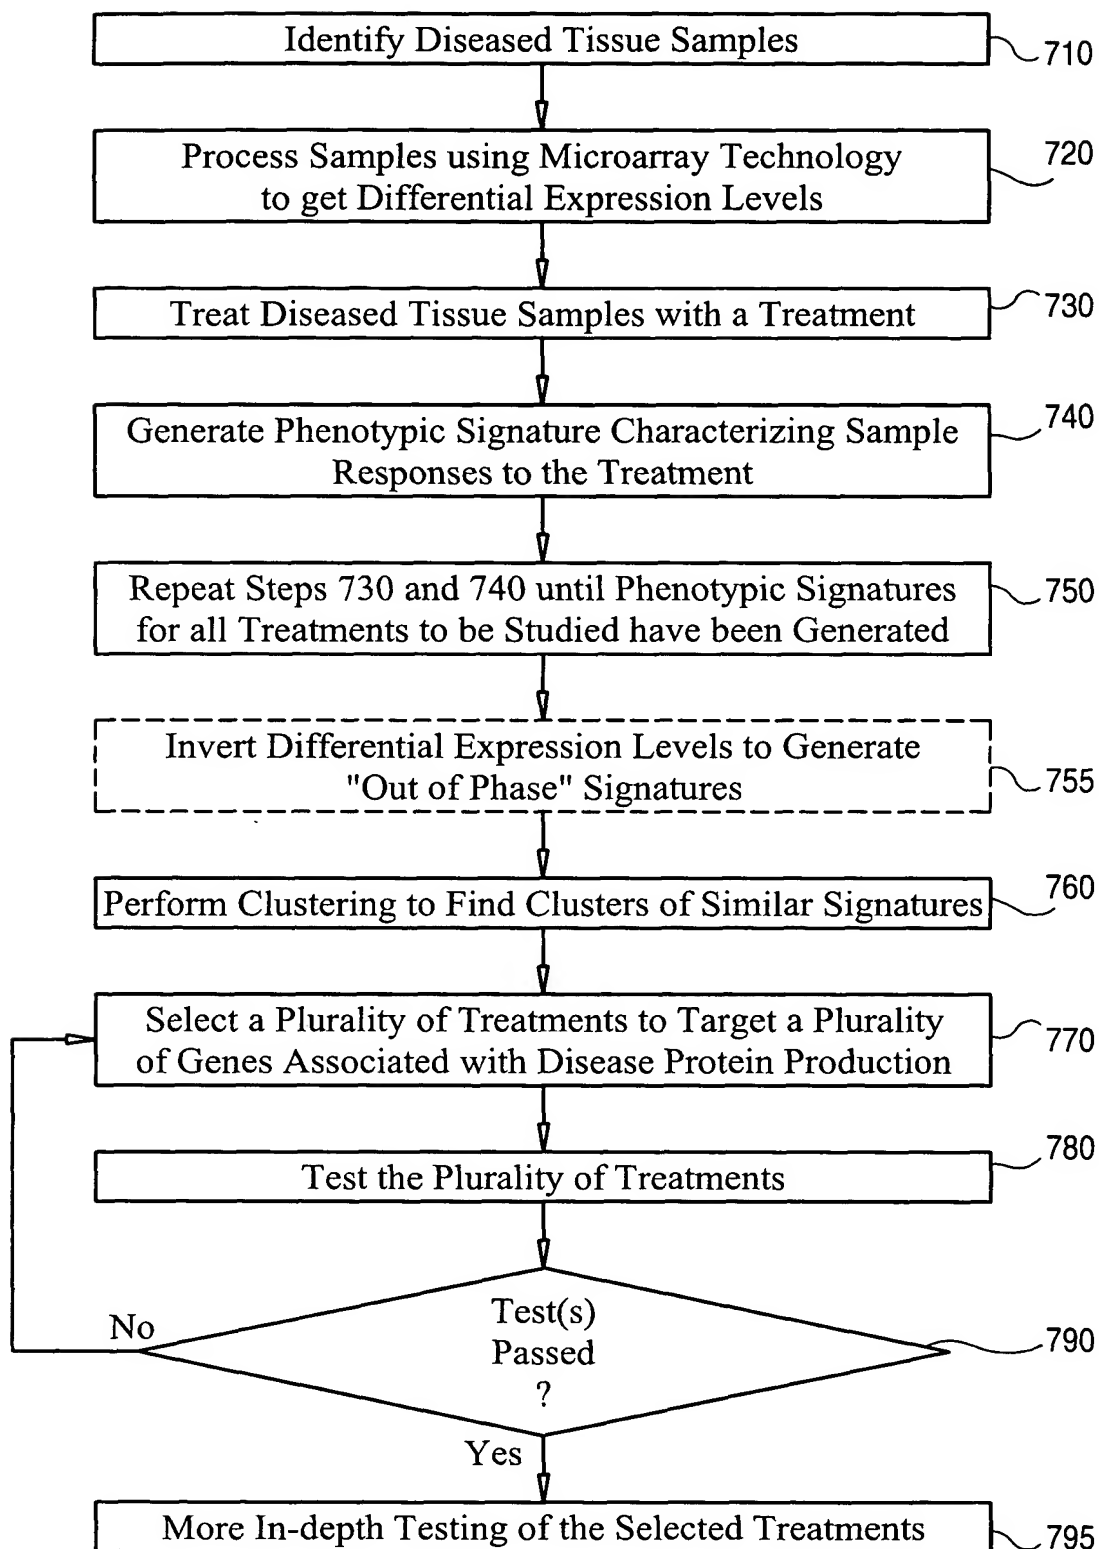 Identify Diseased Tissue Samples
710
Process Samples using Microarray Technology
to get Differential Expression Levels
720
Treat Diseased Tissue Samples with a Treatment
730
Generate Phenotypic Signature Characterizing Sample
Responses to the Treatment
740
Repeat Steps 730 and 740 until Phenotypic Signatures
for all Treatments to be Studied have been Generated
750
Invert Differential Expression Levels to Generate
"Out of Phase" Signatures
755
Perform Clustering to Find Clusters of Similar Signatures
760
Select a Plurality of Treatments to Target a Plurality
of Genes Associated with Disease Protein Production
770
Test the Plurality of Treatments
780
Test(s)
Passed
?
790
No
Yes
More In-depth Testing of the Selected Treatments
795